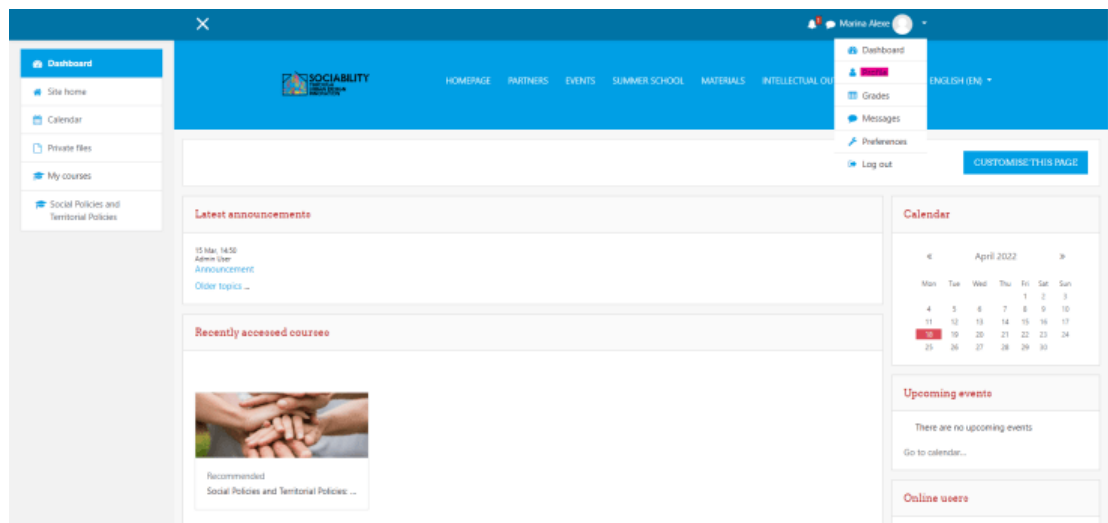 Marina Alexe
Dashboard
Site home
Calendar
Private files
My courses
Social Policies and
Territorial Policies
SOCIABILITY
HOMEPAGE PARTNERS EVENTS SUMMER SCHOOL MATERIALS INTELLECTUAL OU
ENGLISH (EN)
Dashboard
Grades
Messages
Preferences
Log out
CUSTOMISE THIS PAGE
Latest announcements
15 Mar, 14:50
Admin User
Announcement
Older topics ...
Recently accessed courses
Recommended
Social Policies and Territorial Policies: ...
Calendar
« April 2022 »
Mon Tue Wed Thu Fri Sat Sun
1 2 3
4 5 6 7 8 9 10
11 12 13 14 15 16 17
18 19 20 21 22 23 24
25 26 27 28 29 30
Upcoming events
There are no upcoming events
Go to calendar...
Online users